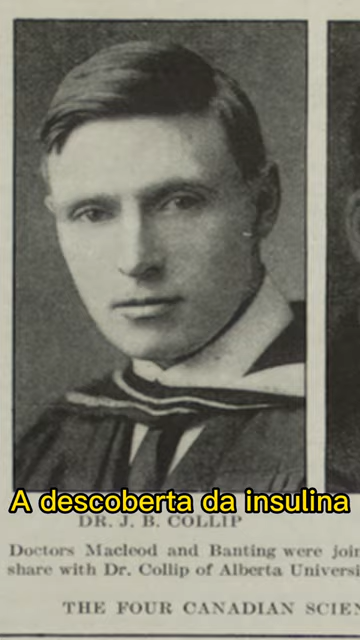 A descoberta da insulina
DR. J. B. COLLIP
Doctors Macleod and Banting were join
share with Dr. Collip of Alberta Universi
THE FOUR CANADIAN SCIEN